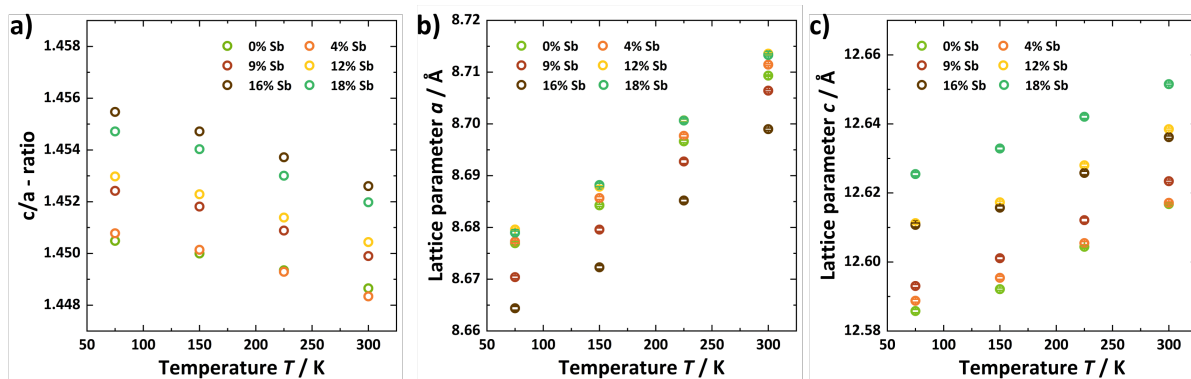 a)
c/a - ratio
1.458
1.456
1.454
1.452
1.450
1.448
0% Sb 4% Sb
9% Sb 12% Sb
16% Sb 18% Sb
50 100 150 200 250 300
Temperature T / K
b)
Lattice parameter a / Å
8.72
8.71
8.70
8.69
8.68
8.67
8.66
0% Sb 4% Sb
9% Sb 12% Sb
16% Sb 18% Sb
50 100 150 200 250 300
Temperature T / K
c)
Lattice parameter c / Å
12.66
12.64
12.62
12.60
12.58
0% Sb 4% Sb
9% Sb 12% Sb
16% Sb 18% Sb
50 100 150 200 250 300
Temperature T / K